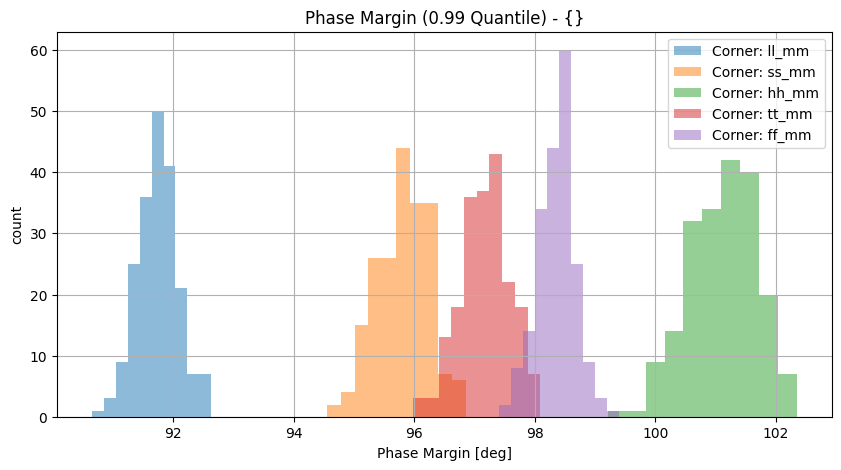 Phase Margin (0.99 Quantile) - {}
60
50
40
30
20
10
0
count
Corner: ll_mm
Corner: ss_mm
Corner: hh_mm
Corner: tt_mm
Corner: ff_mm
92
94
96
98
100
102
Phase Margin [deg]